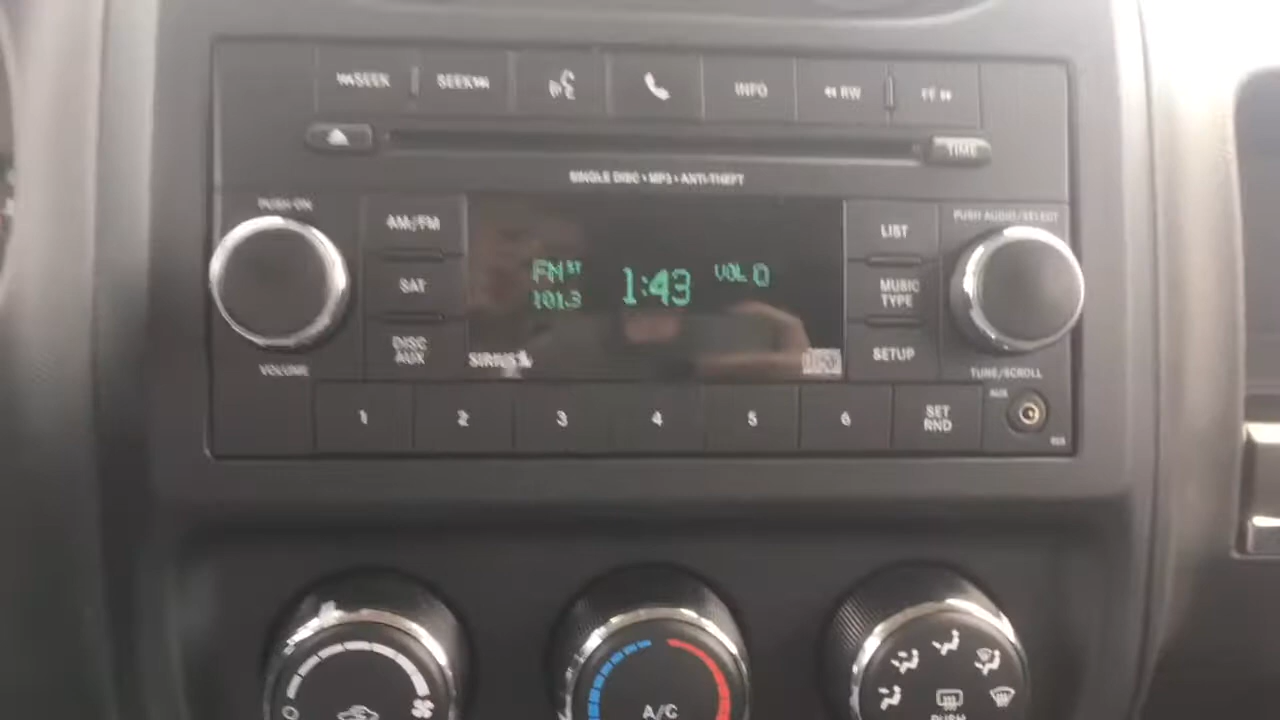 SEEK
SEEK
INFO
RW
FF
TIME
SINGLE DISC • MP3 • ANTI-THEFT
PUSH ON
AM/FM
LIST
PUSH AUDIO/SELECT
FM ST
1:43
VOL 0
101.3
SAT
MUSIC
TYPE
DISC
AUX
SIRIUS
SETUP
VOLUME
TUNE/SCROLL
1
2
3
4
5
6
SET
RND
AUX
A/C
PUSH